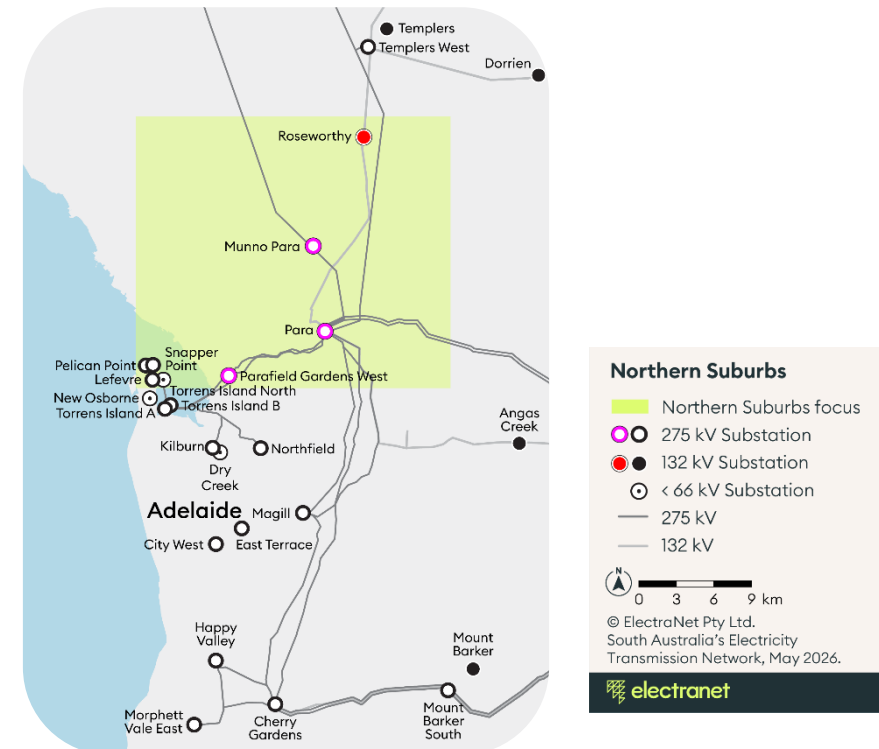 Templers
Templers West
Dorrien
Roseworthy
Munno Para
Para
Snapper
Point
Pelican Point
Lefevre
Parafield Gardens West
Torrens Island North
New Osborne
Torrens Island B
Torrens Island A
Angas
Creek
Kilburn
Northfield
Dry
Creek
Adelaide
Magill
City West
East Terrace
Happy
Valley
Mount
Barker
Morphett
Vale East
Cherry
Gardens
Mount
Barker
South
Northern Suburbs
Northern Suburbs focus
275 kV Substation
132 kV Substation
< 66 kV Substation
275 kV
132 kV
N
0 3 6 9 km
© ElectraNet Pty Ltd.
South Australia's Electricity
Transmission Network, May 2026.
electranet